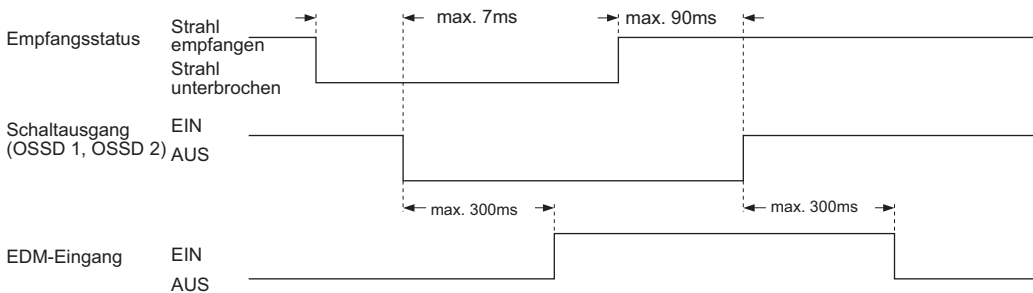 max. 7ms
max. 90ms
Empfangsstatus
Strahl
empfangen
Strahl
unterbrochen
Schaltausgang
(OSSD 1, OSSD 2)
EIN
AUS
max. 300ms
max. 300ms
EDM-Eingang
EIN
AUS